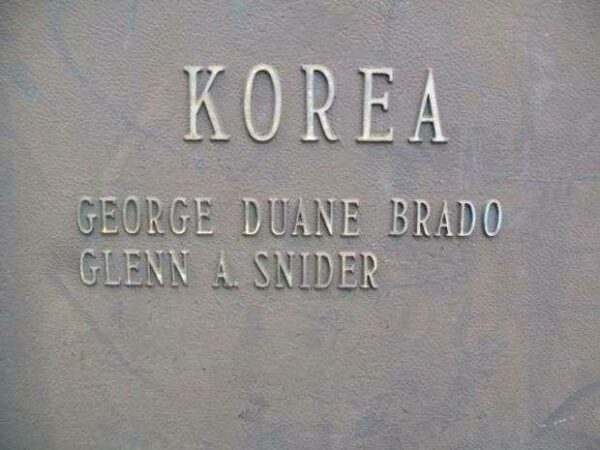 KOREA
GEORGE DUANE BRADO
GLENN A. SNIDER